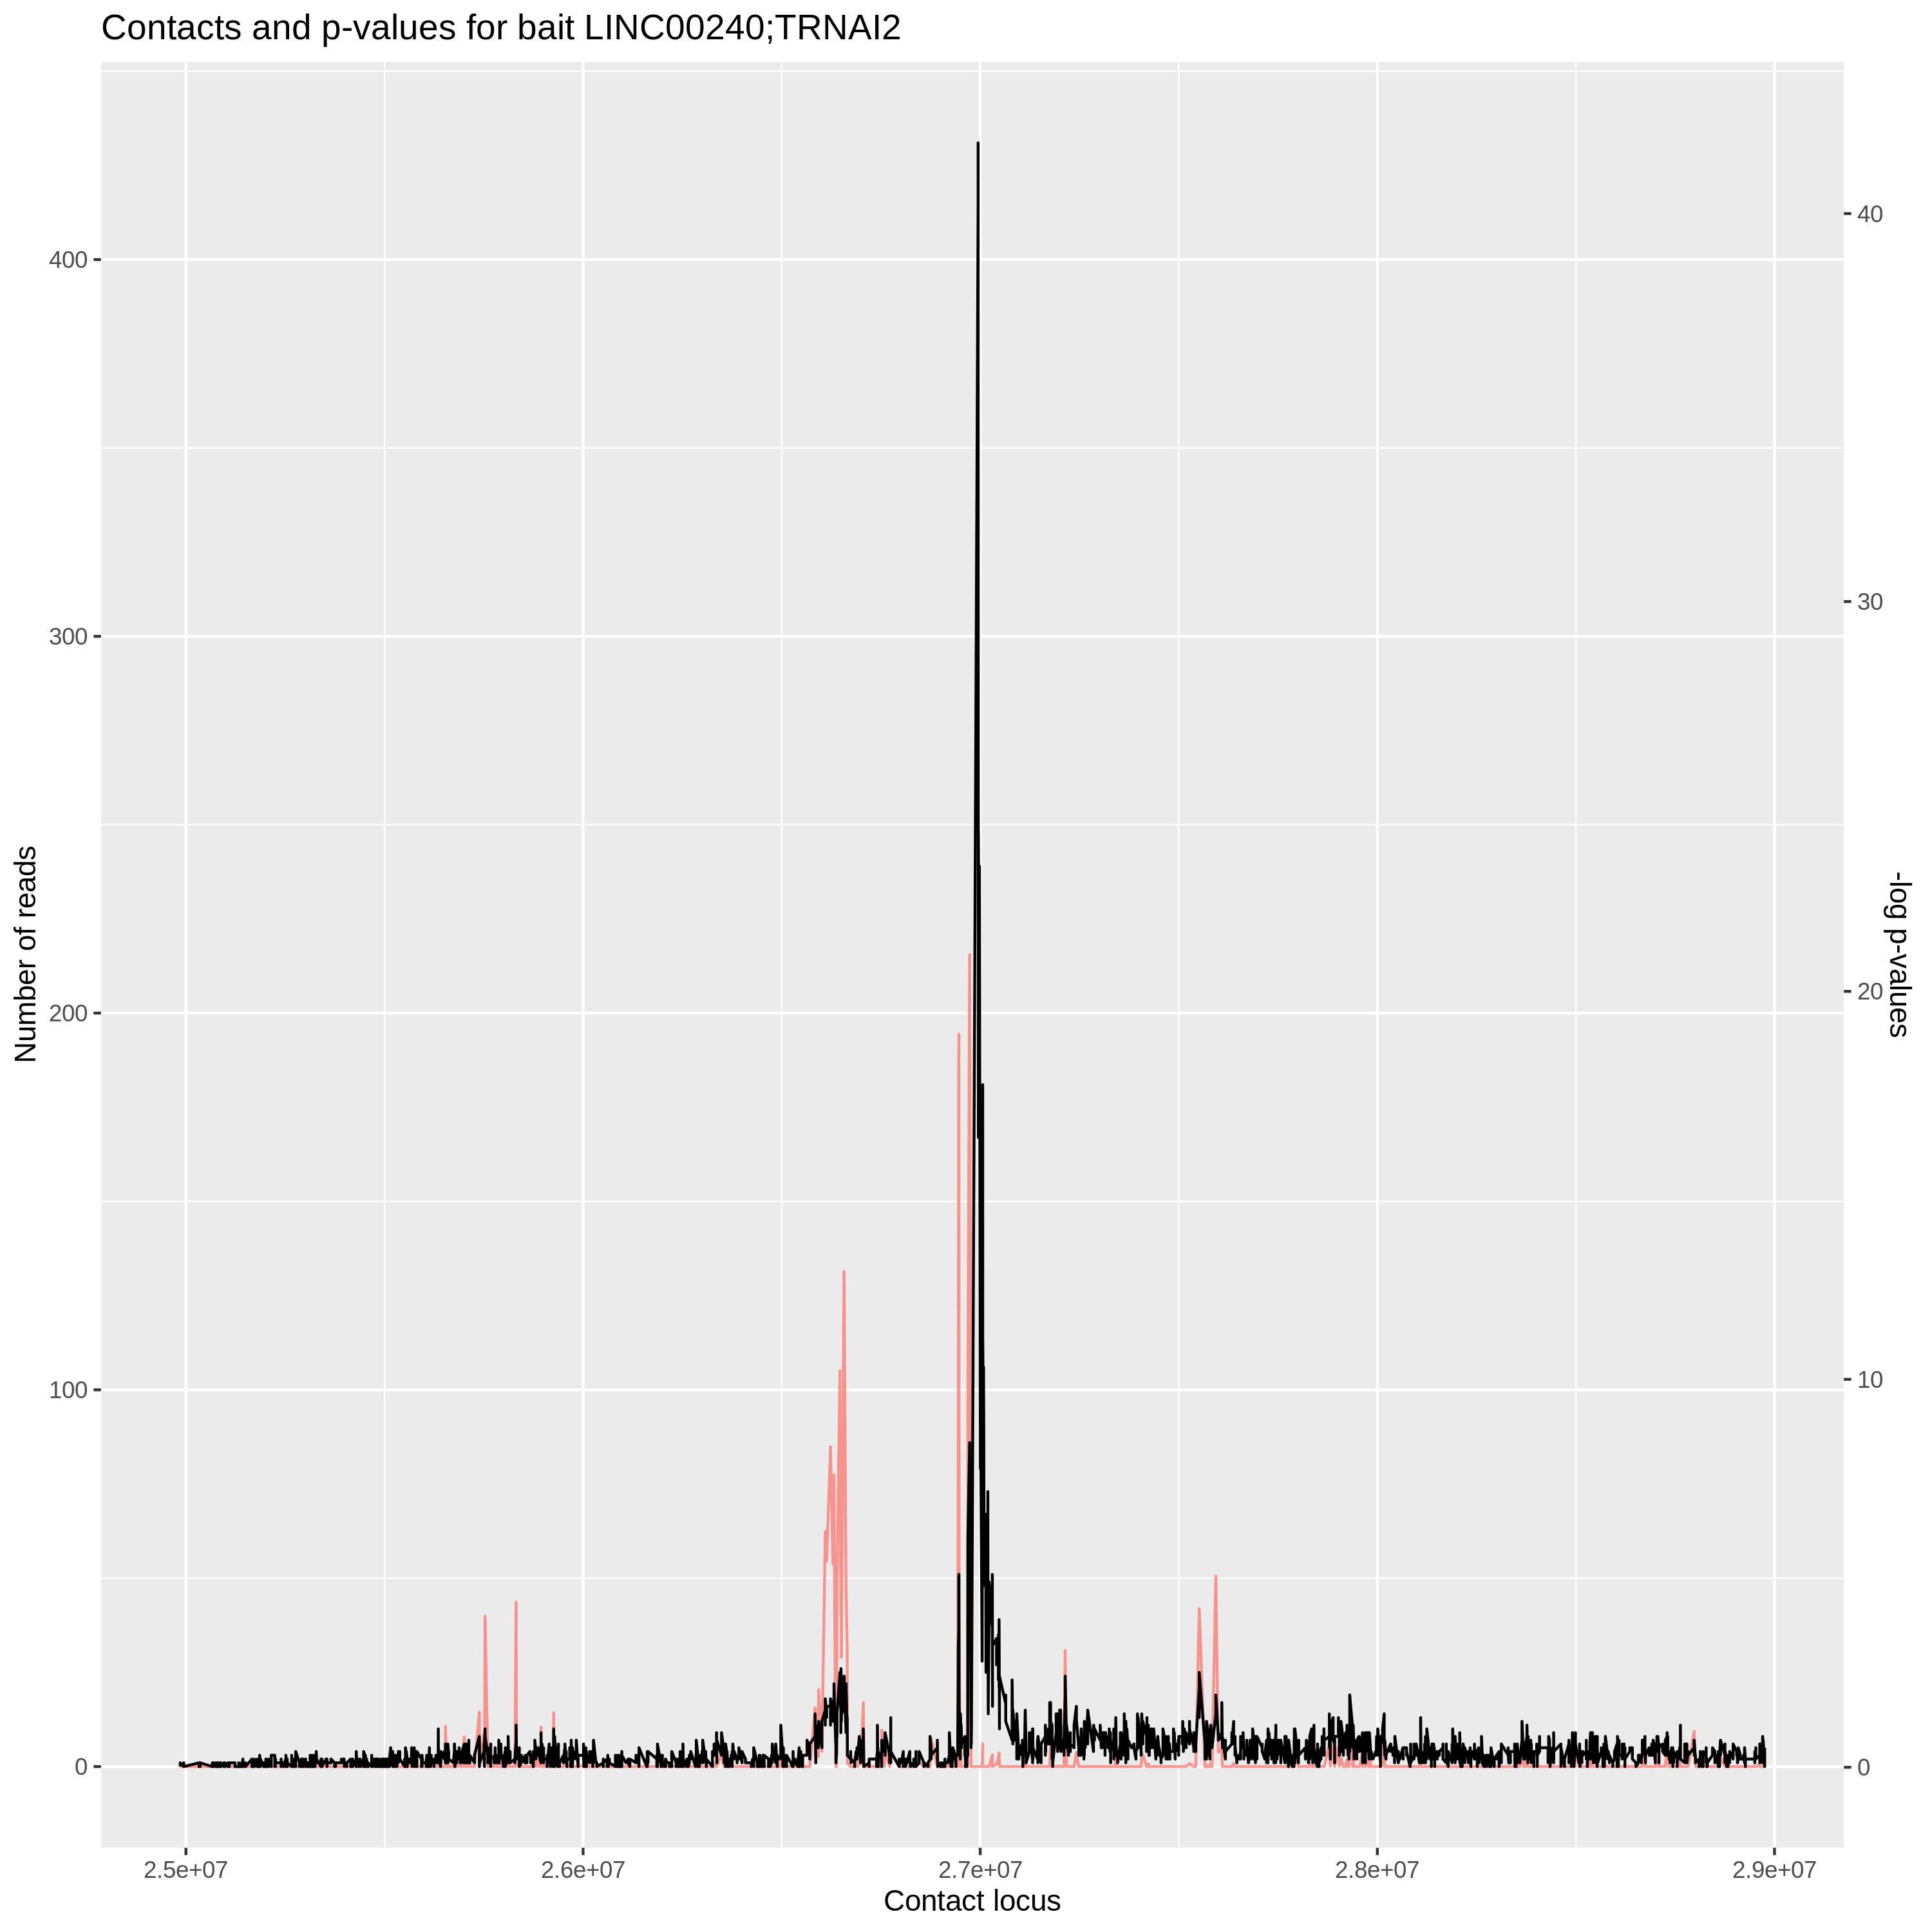 Contacts and p-values for bait LINC00240;TRNAI2
400
300
200
100
0
40
30
20
10
0
Number of reads
-log p-values
2.5e+07 2.6e+07 2.7e+07 2.8e+07 2.9e+07
Contact locus